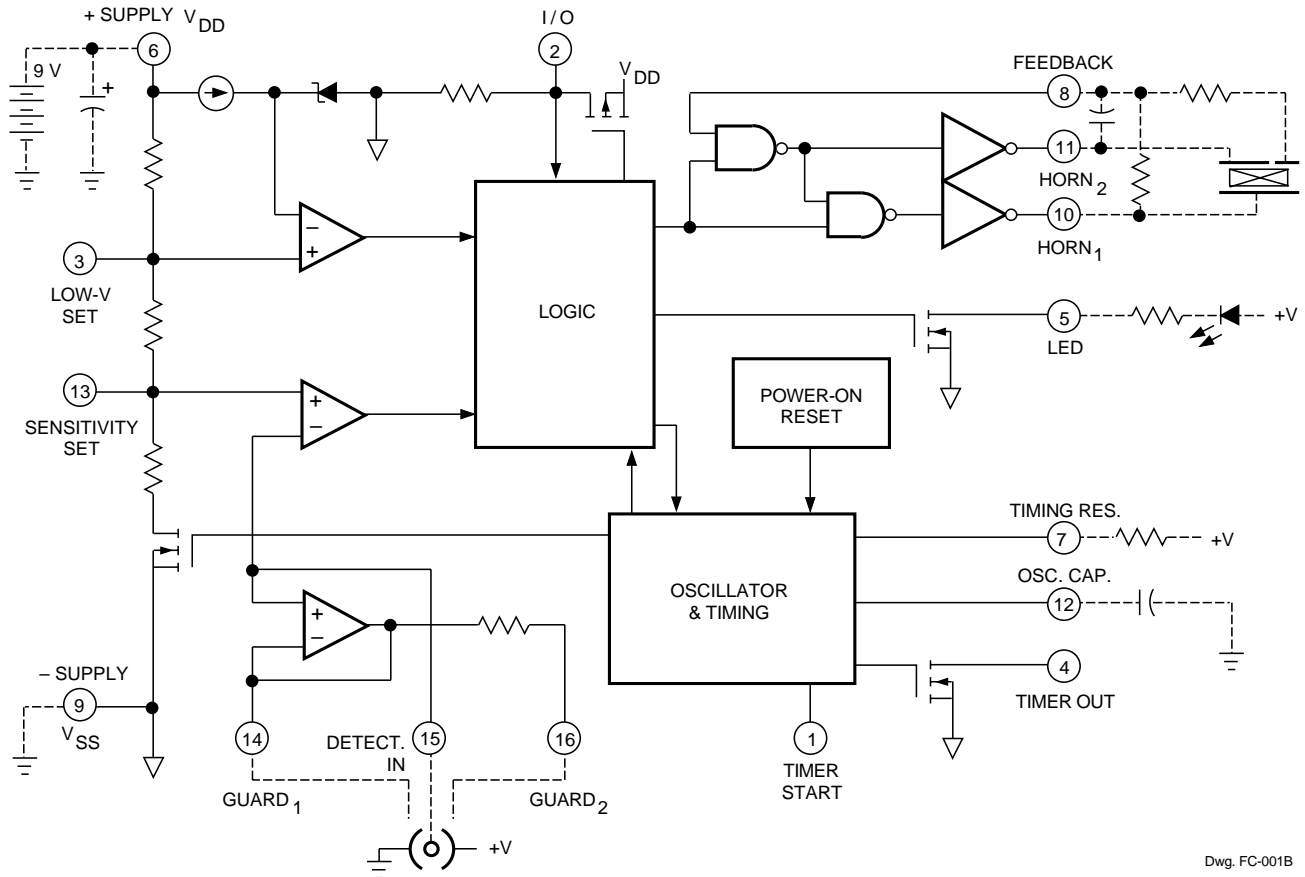 + SUPPLY V DD
6
9 V
+
I / O
2
V DD
FEEDBACK
8
11
HORN 2
10
HORN 1
3
LOW-V
SET
−
+
LOGIC
5
LED
+V
13
SENSITIVITY
SET
+
−
POWER-ON
RESET
OSCILLATOR
& TIMING
TIMING RES.
7
+V
OSC. CAP.
12
4
TIMER OUT
+
−
− SUPPLY
9
V SS
14
GUARD 1
DETECT.
IN
15
16
GUARD 2
+V
1
TIMER
START
Dwg. FC-001B